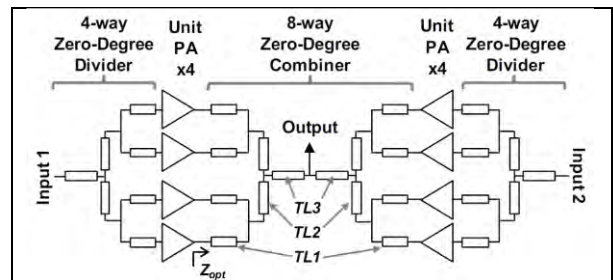 4-way
Zero-Degree
Divider
Unit
PA
x4
8-way
Zero-Degree
Combiner
Unit
PA
x4
4-way
Zero-Degree
Divider
Input 1
Output
Input 2
TL3
TL2
TL1
Zopt